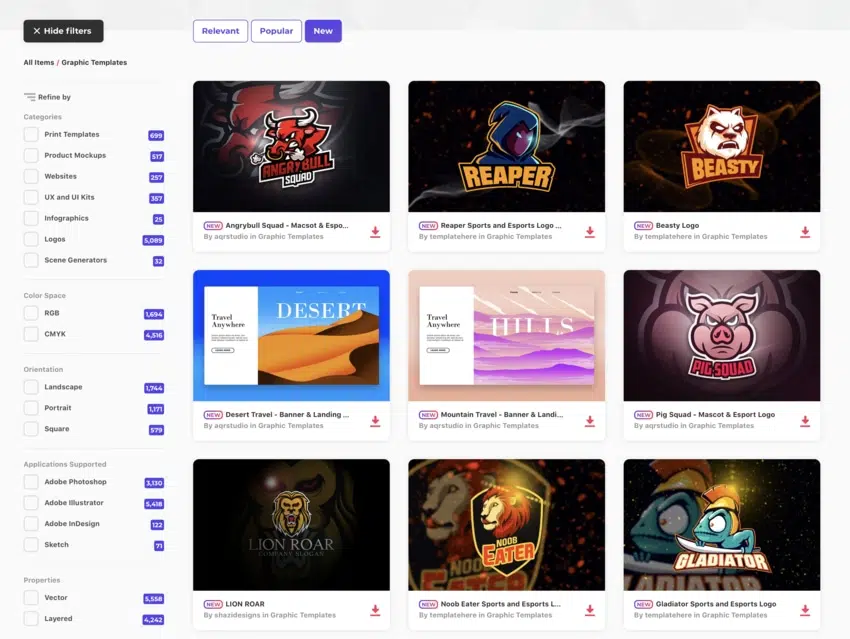 Hide filters
Relevant
Popular
New
All Items / Graphic Templates
Refine by
Categories
Print Templates 699
Product Mockups 517
Websites 257
UX and UI Kits 357
Infographics 25
Logos 5,089
Scene Generators 32
Color Space
RGB 1,694
CMYK 4,516
Orientation
Landscape 1,744
Portrait 1,171
Square 579
Applications Supported
Adobe Photoshop 3,130
Adobe Illustrator 5,418
Adobe InDesign 122
Sketch 71
Properties
Vector 5,558
Layered 4,242
ANGRY BULL
SQUAD
NEW Angrybull Squad - Macsot & Espo...
By aqrstudio in Graphic Templates
REAPER
NEW Reaper Sports and Esports Logo ...
By templatehere in Graphic Templates
BEASTY
NEW Beasty Logo
By templatehere in Graphic Templates
Travel
Anywhere
DESERT
NEW Desert Travel - Banner & Landing ...
By aqrstudio in Graphic Templates
Travel
Anywhere
HILLS
NEW Mountain Travel - Banner & Landi...
By aqrstudio in Graphic Templates
PIG SQUAD
NEW Pig Squad - Mascot & Esport Logo
By aqrstudio in Graphic Templates
LION ROAR
COMPANY SLOGAN
NEW LION ROAR
By shazidesigns in Graphic Templates
NOOB
EATER
NEW Noob Eater Sports and Esports L...
By templatehere in Graphic Templates
GLADIATOR
NEW Gladiator Sports and Esports Logo
By templatehere in Graphic Templates